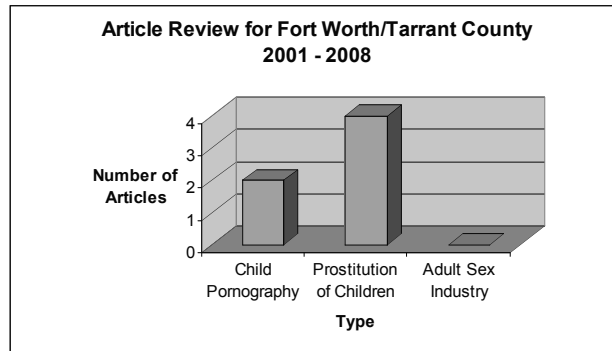 Article Review for Fort Worth/Tarrant County
2001 - 2008
4
3
2
1
0
Number of
Articles
Child
Pornography
Prostitution
of Children
Adult Sex
Industry
Type